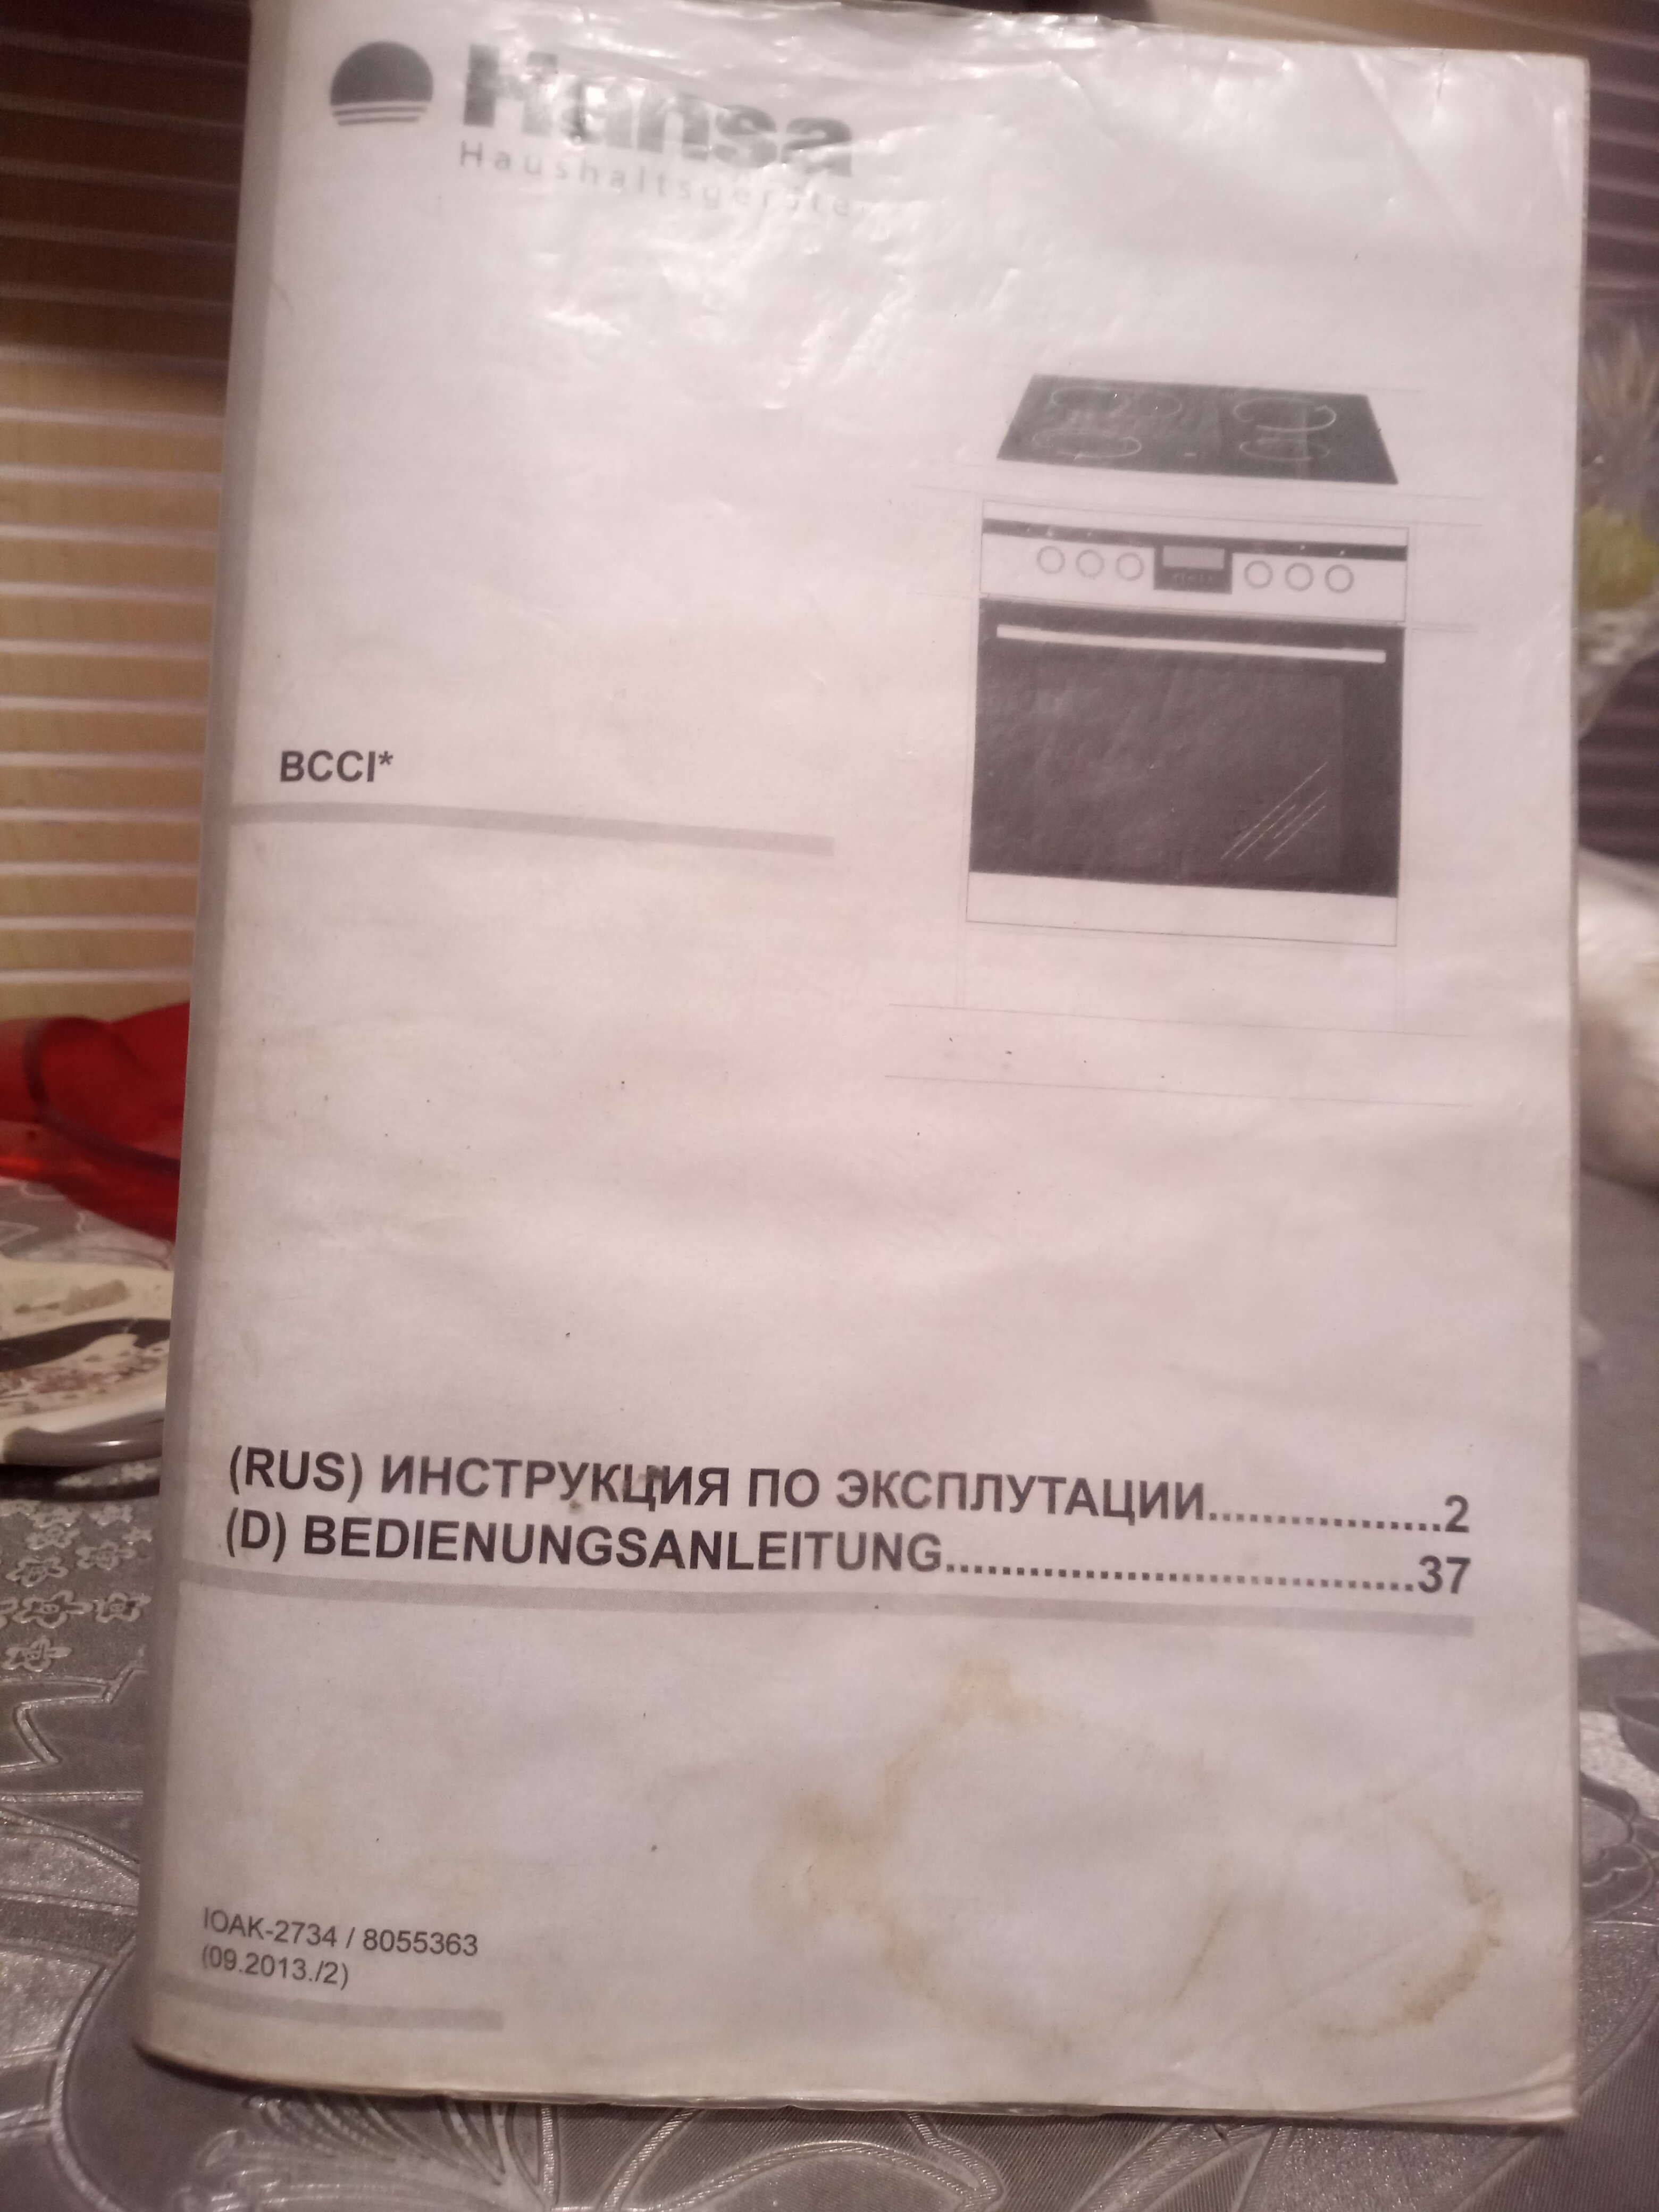 Hansa
Haushaltsgeräte
BCCI*
(RUS) ИНСТРУКЦИЯ ПО ЭКСПЛУТАЦИИ.................2
(D) BEDIENUNGSANLEITUNG..................................37
IOAK-2734 / 8055363
(09.2013./2)